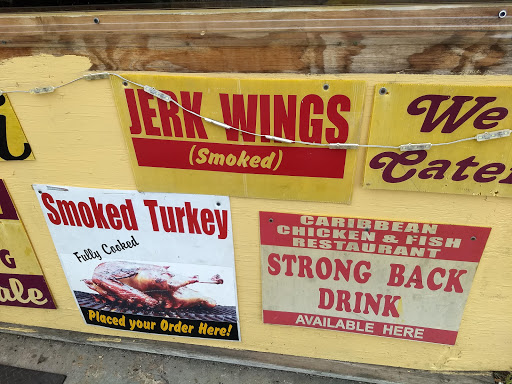 JERK WINGS
(Smoked)
We
Cater
i
Smoked Turkey
Fully Cooked
Placed your Order Here!
CARIBBEAN
CHICKEN & FISH
RESTAURANT
STRONG BACK
DRINK
AVAILABLE HERE
G
ale